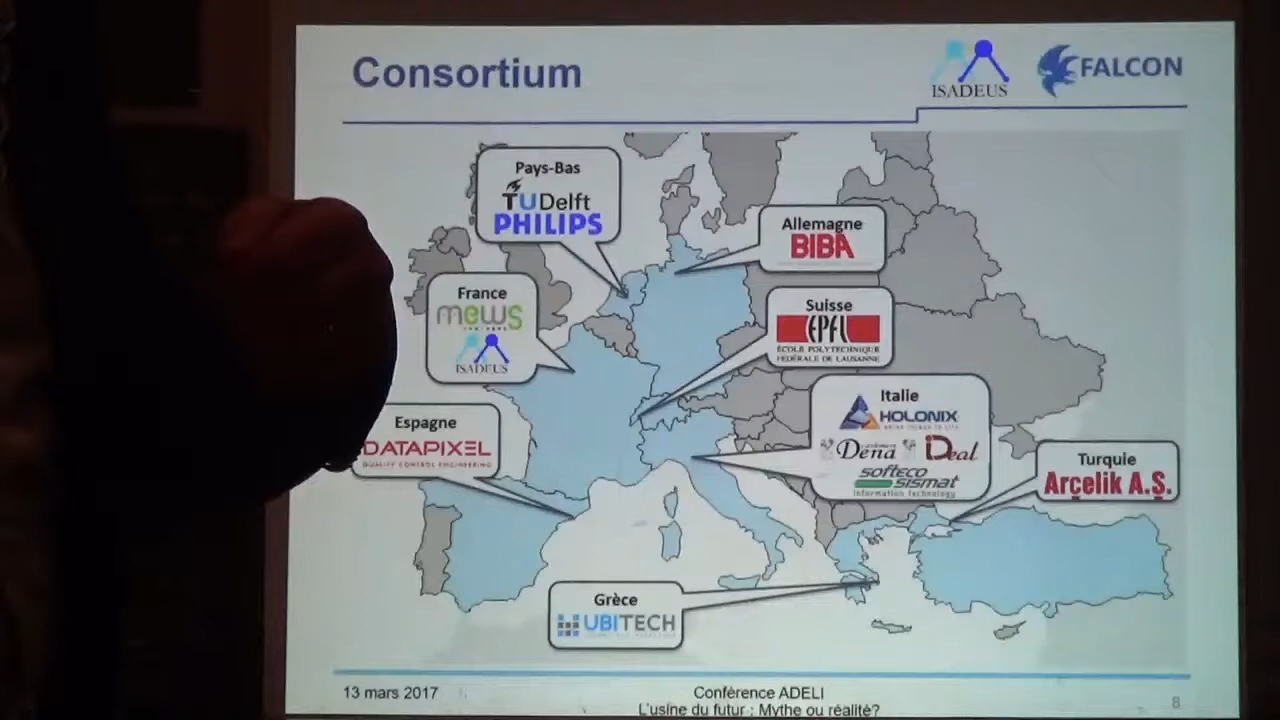 Consortium
ISADEUS
FALCON
Pays-Bas
TUDelft
PHILIPS
Allemagne
BIBA
France
mews
ISADEUS
Suisse
EPFL
ÉCOLE POLYTECHNIQUE
FÉDÉRALE DE LAUSANNE
Italie
HOLONIX
Dena
iDeal
softeco
sismat
information technology
Espagne
DATAPIXEL
QUALITY CONTROL ENGINEERING
Turquie
Arçelik A.Ş.
Grèce
UBITECH
13 mars 2017
Conférence ADELI
L'usine du futur : Mythe ou réalité?
8